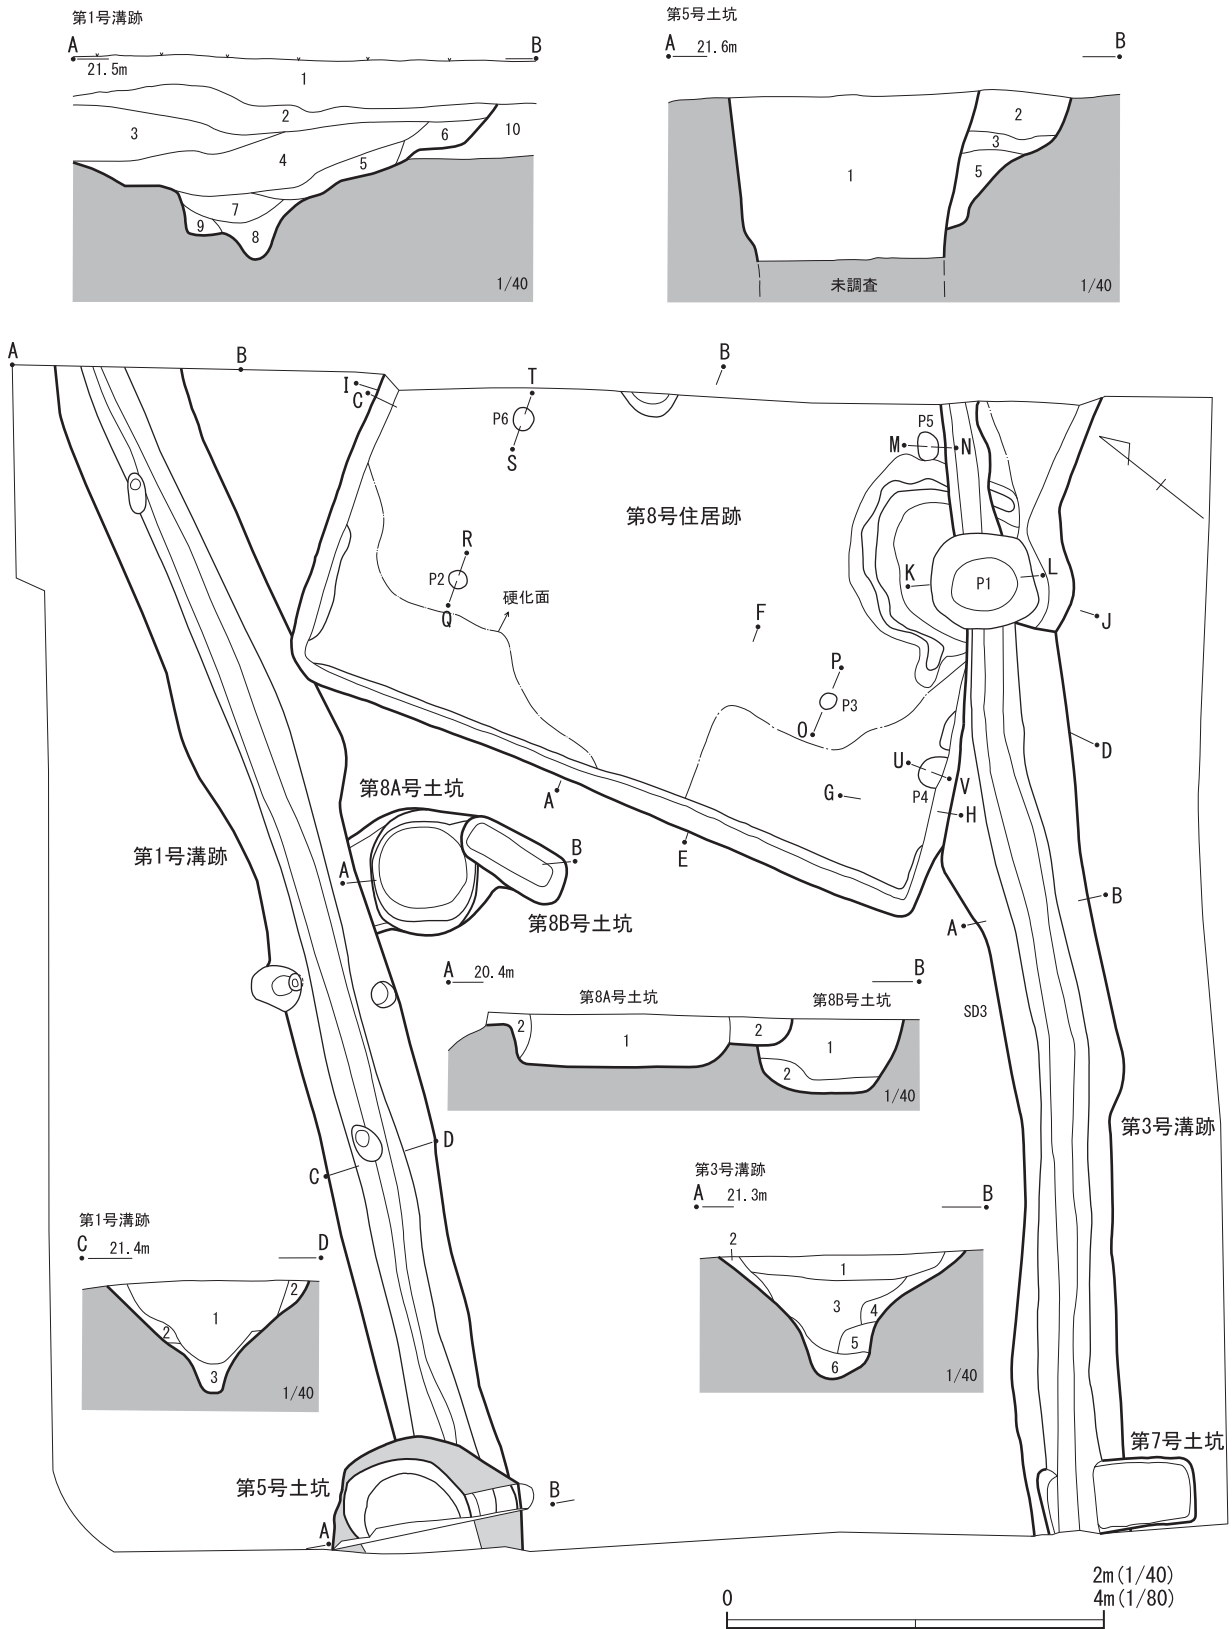 第1号溝跡
A
B
21.5m
1
2
3
4
5
6
10
7
9
8
1/40
第5号土坑
A 21.6m
B
1
2
3
5
未調査
1/40
A
B
I
C
T
P6
S
B
P5
M
N
第8号住居跡
R
P2
Q
硬化面
K
P1
L
J
F
P
P3
O
D
U
V
P4
G
H
第8A号土坑
A
E
第1号溝跡
A
B
第8B号土坑
B
A
SD3
A 20.4m
B
第8A号土坑
第8B号土坑
2
1
2
1
2
1/40
第3号溝跡
D
C
第3号溝跡
A 21.3m
B
2
1
3
4
5
6
1/40
第1号溝跡
C 21.4m
D
1
2
2
3
1/40
第7号土坑
第5号土坑
B
A
2m(1/40)
0
4m(1/80)